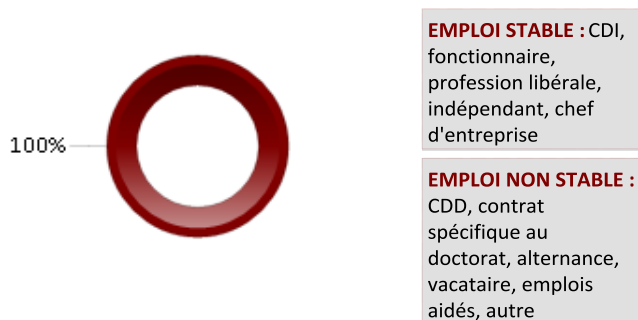 100%
EMPLOI STABLE : CDI,
fonctionnaire,
profession libérale,
indépendant, chef
d'entreprise
EMPLOI NON STABLE :
CDD, contrat
spécifique au
doctorat, alternance,
vacataire, emplois
aidés, autre